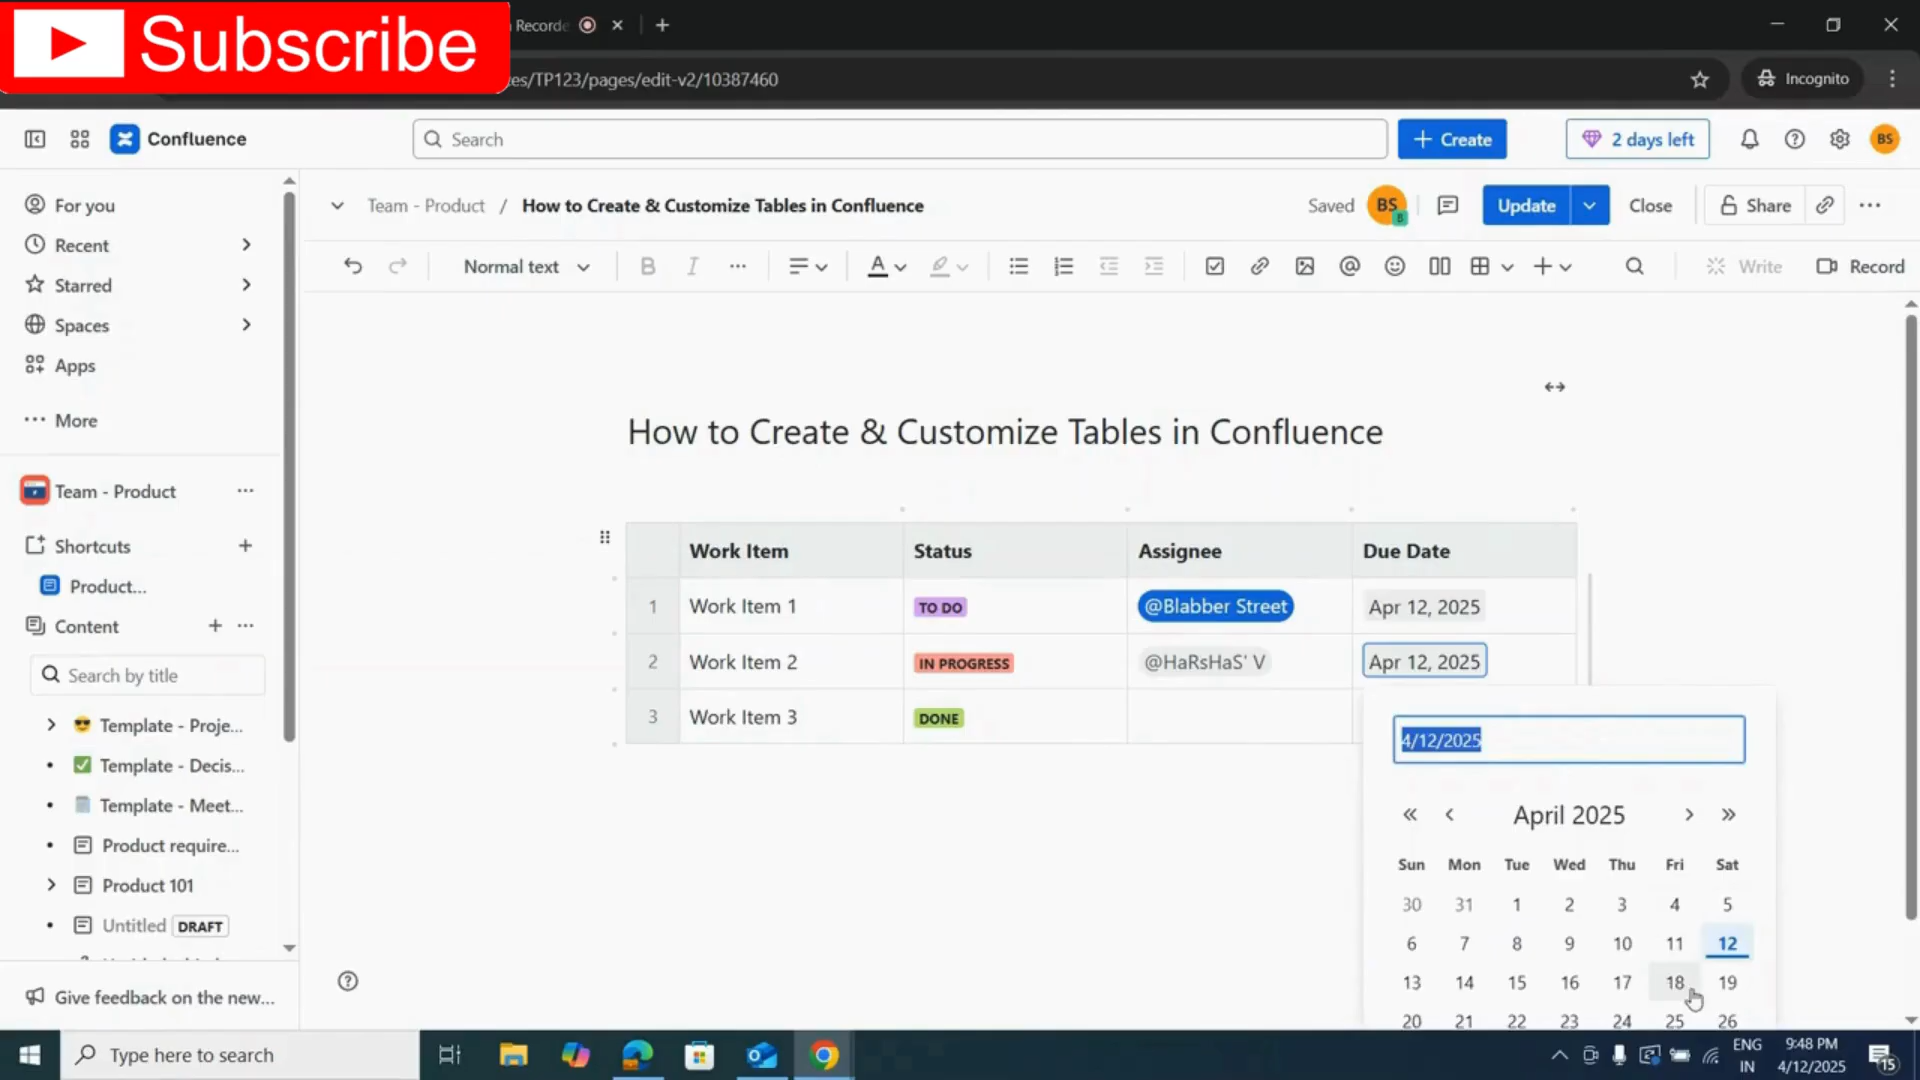 Subscribe
Recorde
es/TP123/pages/edit-v2/10387460
Incognito
Confluence
Search
Create
2 days left
BS
For you
Recent
Starred
Spaces
Apps
More
Team - Product
Shortcuts
Product...
Content
Search by title
Template - Proje...
Template - Decis...
Template - Meet...
Product require...
Product 101
Untitled DRAFT
Give feedback on the new...
Team - Product / How to Create & Customize Tables in Confluence
Saved
BS
Update
Close
Share
Normal text
B I
A
Write
Record
How to Create & Customize Tables in Confluence
Work Item Status Assignee Due Date
1 Work Item 1 TO DO @Blabber Street Apr 12, 2025
2 Work Item 2 IN PROGRESS @HaRsHaS' V Apr 12, 2025
3 Work Item 3 DONE
4/12/2025
April 2025
Sun Mon Tue Wed Thu Fri Sat
30 31 1 2 3 4 5
6 7 8 9 10 11 12
13 14 15 16 17 18 19
20 21 22 23 24 25 26
Type here to search
ENG
IN
9:48 PM
4/12/2025
15